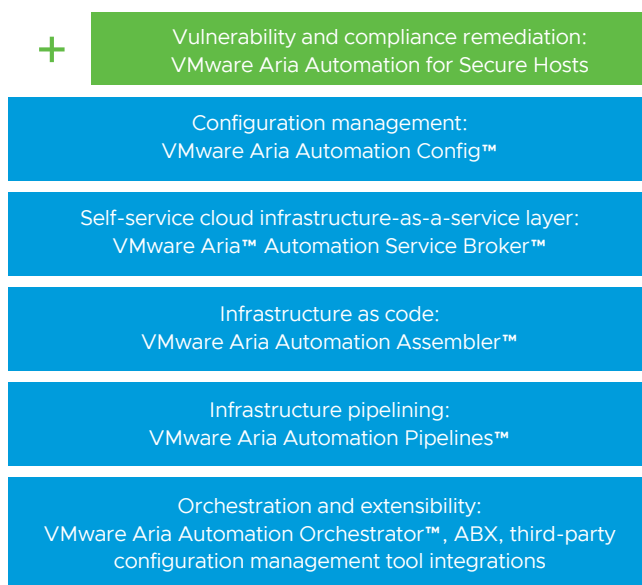 +
Vulnerability and compliance remediation:
VMware Aria Automation for Secure Hosts
Configuration management:
VMware Aria Automation Config™
Self-service cloud infrastructure-as-a-service layer:
VMware Aria™ Automation Service Broker™
Infrastructure as code:
VMware Aria Automation Assembler™
Infrastructure pipelining:
VMware Aria Automation Pipelines™
Orchestration and extensibility:
VMware Aria Automation Orchestrator™, ABX, third-party
configuration management tool integrations